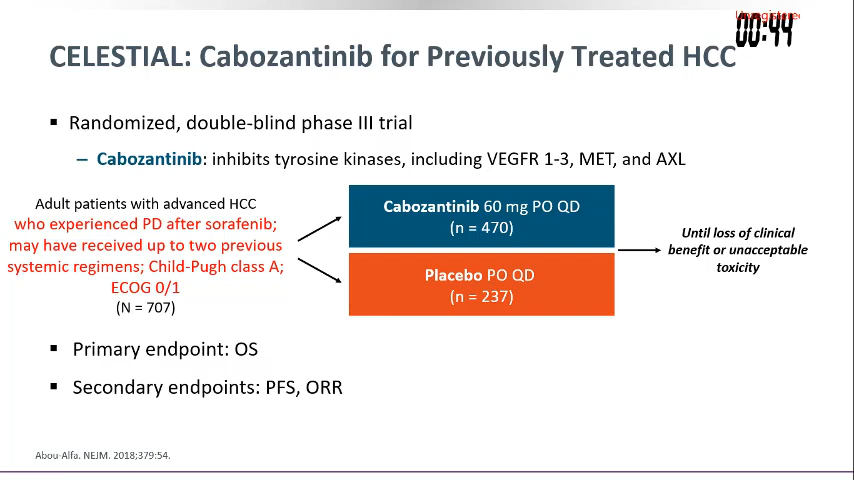 Unregistered
00:44
CELESTIAL: Cabozantinib for Previously Treated HCC
▪ Randomized, double-blind phase III trial
– Cabozantinib: inhibits tyrosine kinases, including VEGFR 1-3, MET, and AXL
Adult patients with advanced HCC
who experienced PD after sorafenib;
may have received up to two previous
systemic regimens; Child-Pugh class A;
ECOG 0/1
(N = 707)
Cabozantinib 60 mg PO QD
(n = 470)
Placebo PO QD
(n = 237)
Until loss of clinical
benefit or unacceptable
toxicity
▪ Primary endpoint: OS
▪ Secondary endpoints: PFS, ORR
Abou-Alfa. NEJM. 2018;379:54.